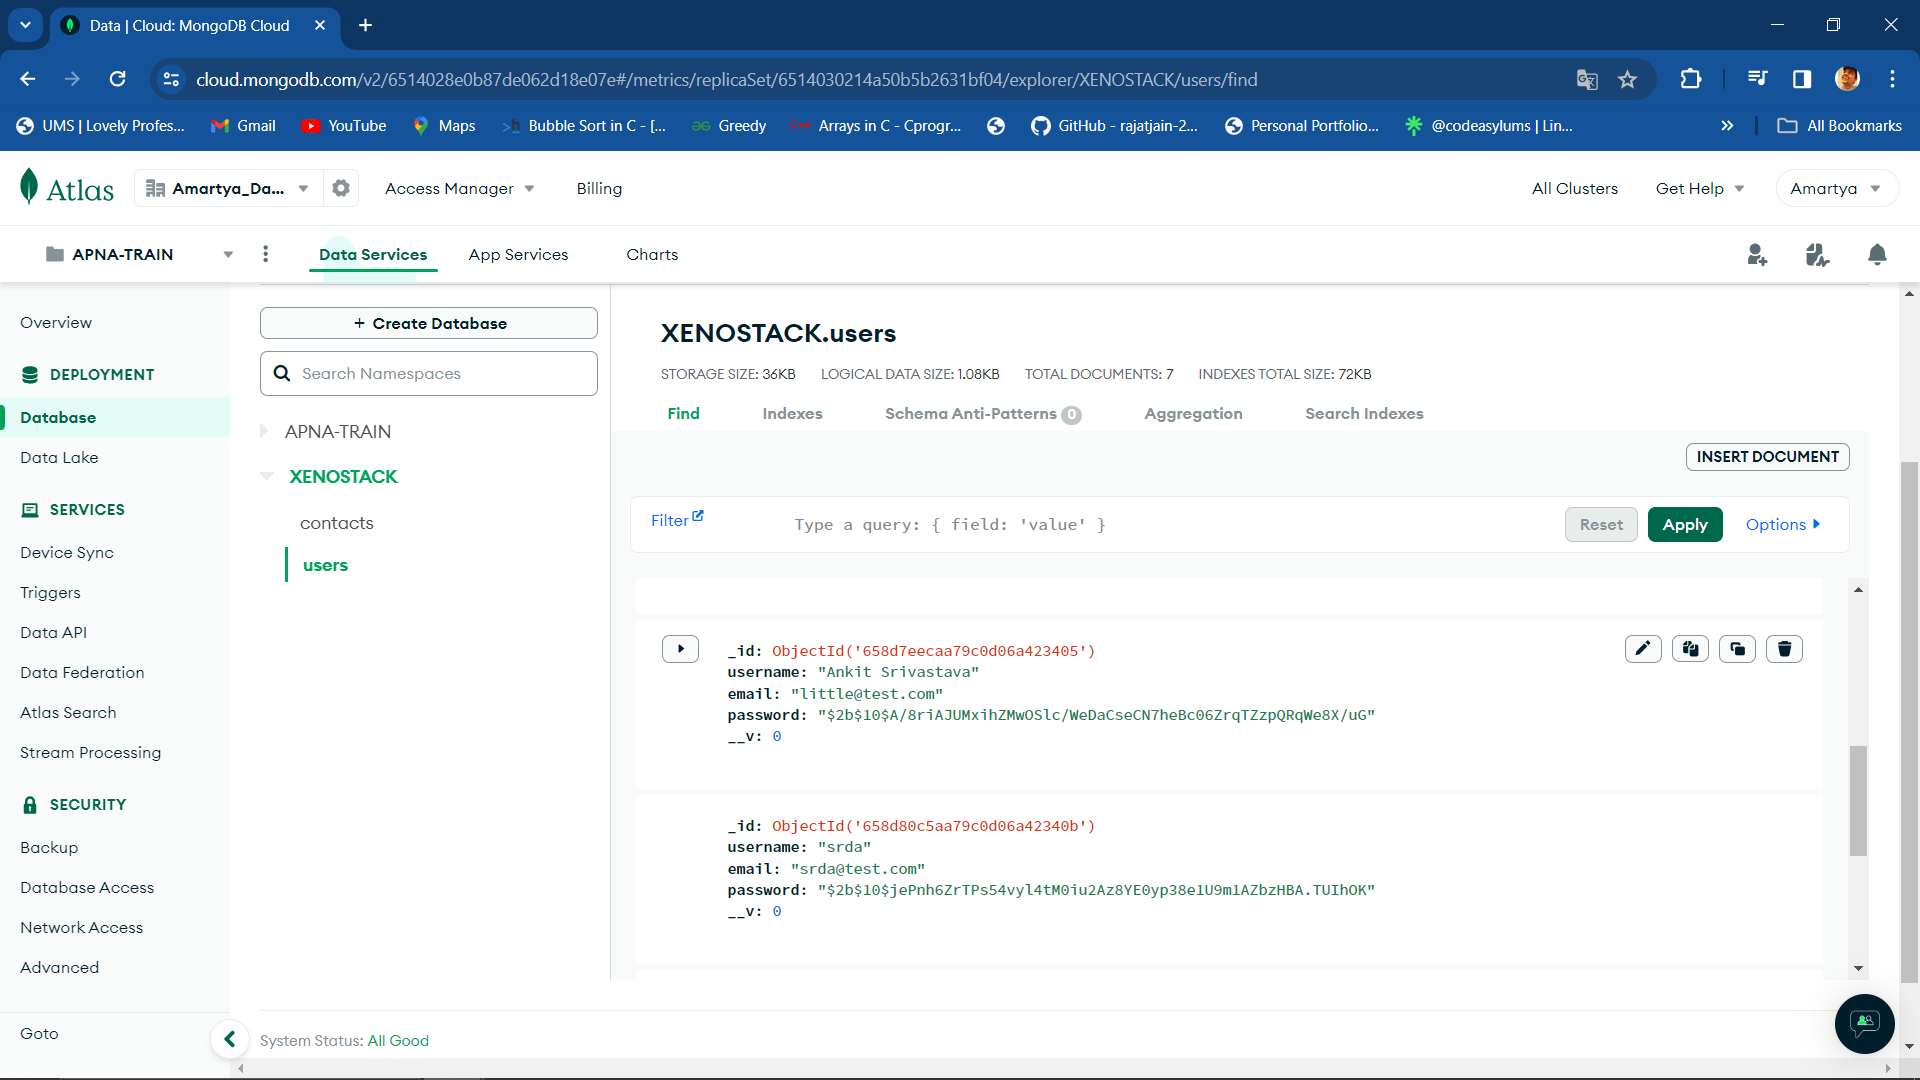 Data | Cloud: MongoDB Cloud
cloud.mongodb.com/v2/6514028e0b87de062d18e07e#/metrics/replicaSet/6514030214a50b5b2631bf04/explorer/XENOSTACK/users/find
UMS | Lovely Profes... Gmail YouTube Maps Bubble Sort in C - [... Greedy Arrays in C - Cprogr... GitHub - rajatjain-2... Personal Portfolio... @codeasylums | Lin... All Bookmarks
Atlas Amartya_Da... Access Manager Billing All Clusters Get Help Amartya
APNA-TRAIN Data Services App Services Charts
Overview
DEPLOYMENT
Database
Data Lake
SERVICES
Device Sync
Triggers
Data API
Data Federation
Atlas Search
Stream Processing
SECURITY
Backup
Database Access
Network Access
Advanced
Goto
+ Create Database
Search Namespaces
APNA-TRAIN
XENOSTACK
contacts
users
XENOSTACK.users
STORAGE SIZE: 36KB LOGICAL DATA SIZE: 1.08KB TOTAL DOCUMENTS: 7 INDEXES TOTAL SIZE: 72KB
Find Indexes Schema Anti-Patterns 0 Aggregation Search Indexes
INSERT DOCUMENT
Filter Type a query: { field: 'value' } Reset Apply Options
_id: ObjectId('658d7eecaa79c0d06a423405')
username: "Ankit Srivastava"
email: "little@test.com"
password: "$2b$10$A/8riAJUMxihZMwOSlc/WeDaCseCN7heBc06ZrqTZzpQRqWe8X/uG"
__v: 0
_id: ObjectId('658d80c5aa79c0d06a42340b')
username: "srda"
email: "srda@test.com"
password: "$2b$10$jePnh6ZrTPs54vyl4tM0iu2Az8YE0yp38e1U9m1AZbzHBA.TUIhOK"
__v: 0
System Status: All Good